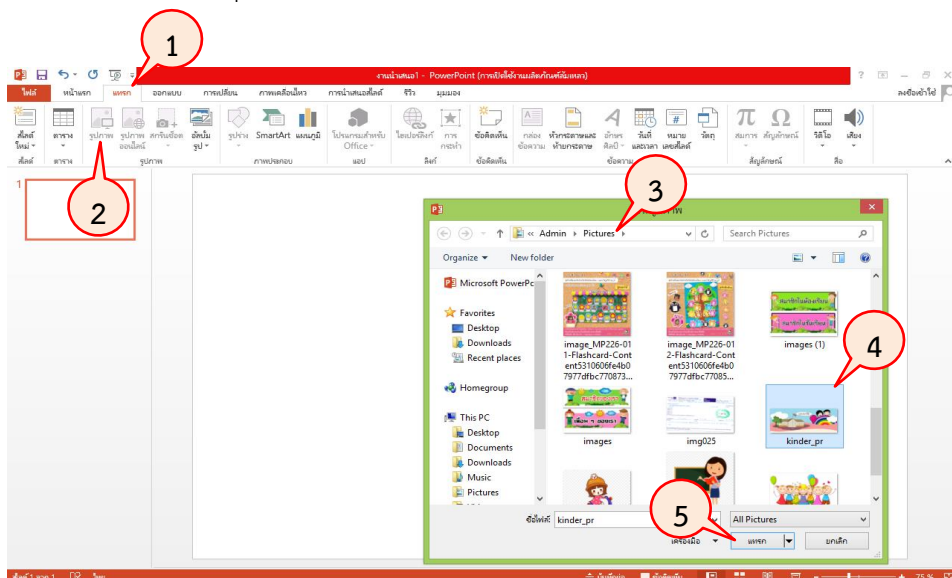 1
งานนำเสนอ1 - PowerPoint (การเปิดใช้งานผลิตภัณฑ์ล้มเหลว)
ไฟล์ หน้าแรก แทรก ออกแบบ การเปลี่ยน ภาพเคลื่อนไหว การนำเสนอสไลด์ รีวิว มุมมอง ลงชื่อเข้าใช้
สไลด์ใหม่ ตาราง รูปภาพ รูปภาพออนไลน์ สกรีนช็อต อัลบั้มรูป รูปร่าง SmartArt แผนภูมิ โปรแกรมสำหรับ Office ไฮเปอร์ลิงก์ การกระทำ ข้อคิดเห็น กล่องข้อความ หัวกระดาษและท้ายกระดาษ อักษรศิลป์ วันที่และเวลา หมายเลขสไลด์ วัตถุ สมการ สัญลักษณ์ วิดีโอ เสียง
สไลด์ ตาราง รูปภาพ ภาพประกอบ แอป ลิงก์ ข้อคิดเห็น ข้อความ สัญลักษณ์ สื่อ
1
2
3
Admin Pictures Search Pictures
Organize New folder
Microsoft PowerPc
Favorites
Desktop
Downloads
Recent places
Homegroup
This PC
Desktop
Documents
Downloads
Music
Pictures
image_MP226-01
1-Flashcard-Cont
ent5310606fe4b0
7977dfbc770873...
image_MP226-01
2-Flashcard-Cont
ent5310606fe4b0
7977dfbc77085...
images (1)
4
images
img025
kinder_pr
5
ชื่อไฟล์: kinder_pr All Pictures
เครื่องมือ แทรก ยกเลิก
75 %